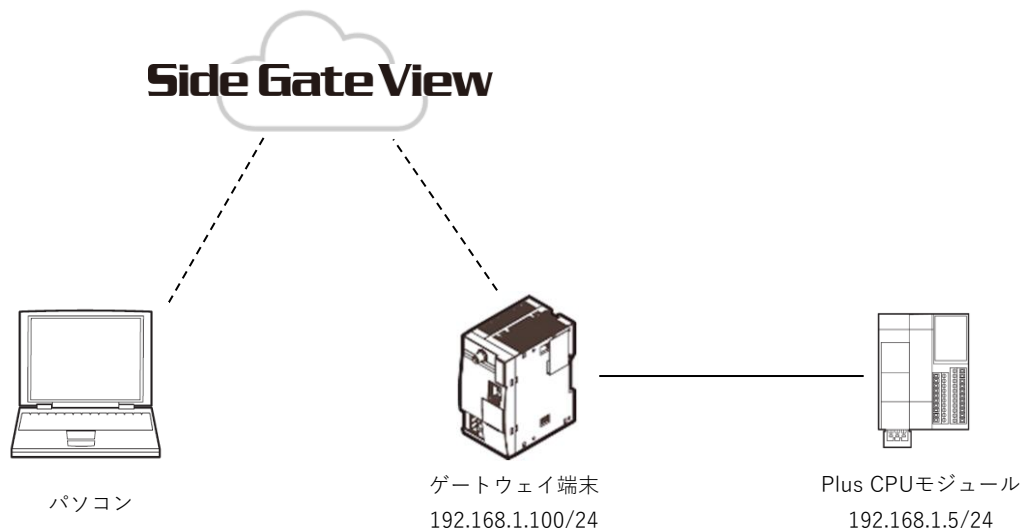 Side Gate View
パソコン
ゲートウェイ端末
192.168.1.100/24
Plus CPUモジュール
192.168.1.5/24